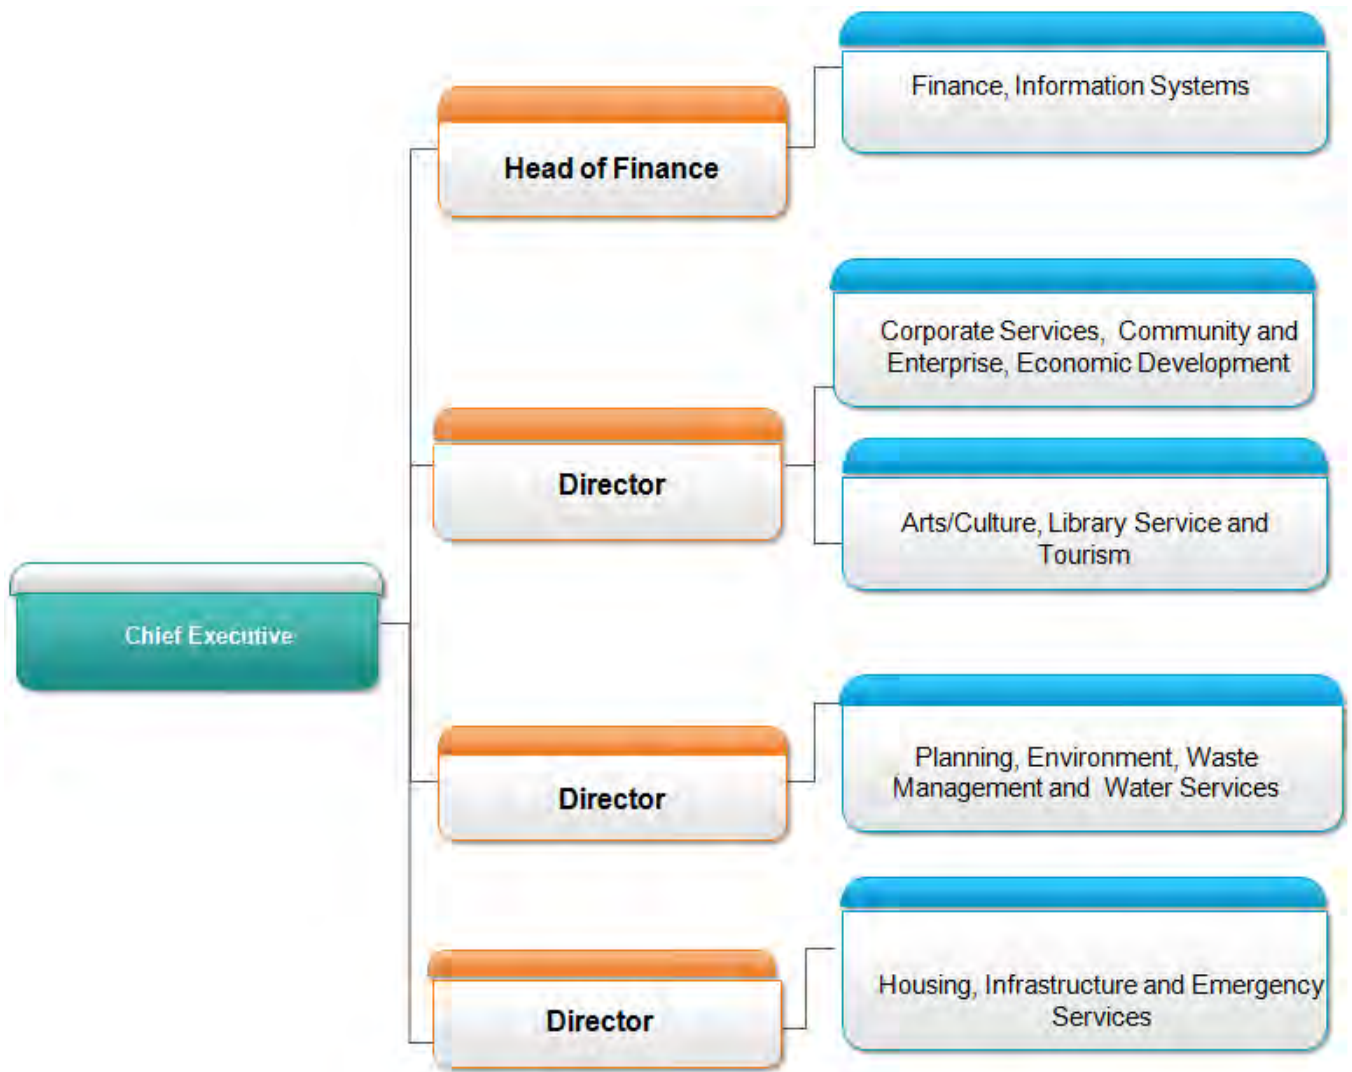 Finance, Information Systems
Head of Finance
Corporate Services, Community and
Enterprise, Economic Development
Director
Arts/Culture, Library Service and
Tourism
Chief Executive
Planning, Environment, Waste
Management and Water Services
Director
Housing, Infrastructure and Emergency
Services
Director